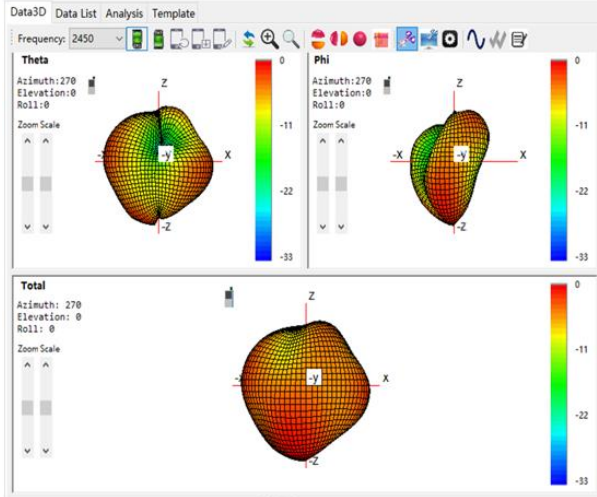 Data3D Data List Analysis Template
Frequency: 2450
Theta
Azimuth:270
Elevation:0
Roll:0
Zoom Scale
Z
X
-y
-Z
0
-11
-22
-33
Phi
Azimuth:270
Elevation:0
Roll:0
Zoom Scale
Z
-X
X
-y
-Z
0
-11
-22
-33
Total
Azimuth: 270
Elevation: 0
Roll: 0
Zoom Scale
Z
X
-y
-Z
0
-11
-22
-33